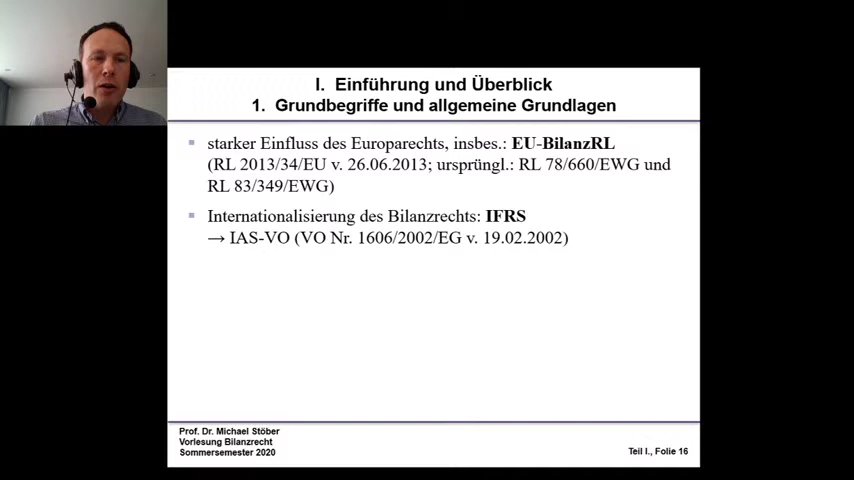 I. Einführung und Überblick
1. Grundbegriffe und allgemeine Grundlagen
starker Einfluss des Europarechts, insbes.: EU-BilanzRL
(RL 2013/34/EU v. 26.06.2013; ursprüngl.: RL 78/660/EWG und
RL 83/349/EWG)
Internationalisierung des Bilanzrechts: IFRS
→ IAS-VO (VO Nr. 1606/2002/EG v. 19.02.2002)
Prof. Dr. Michael Stöber
Vorlesung Bilanzrecht
Sommersemester 2020
Teil I., Folie 16